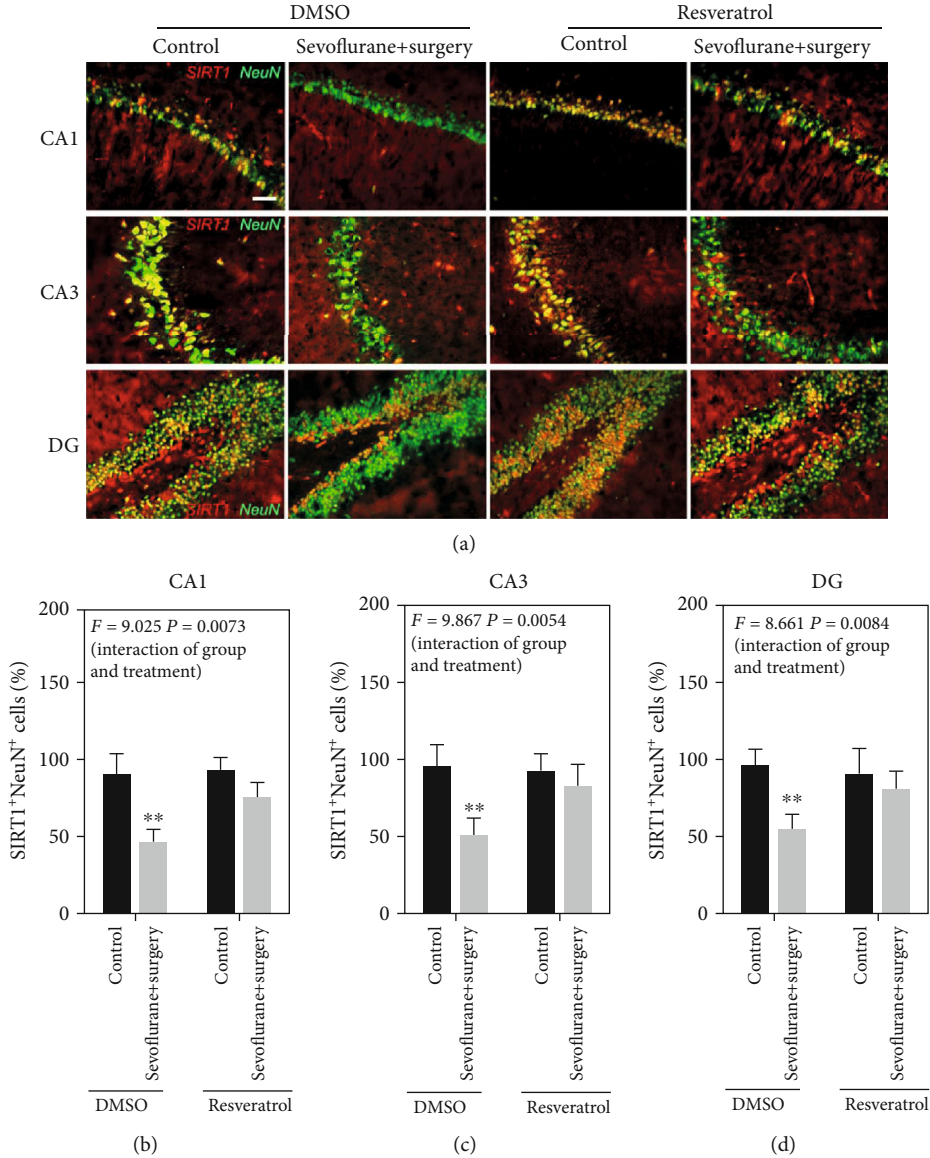 DMSO
Resveratrol
Control
Sevoflurane+surgery
Control
Sevoflurane+surgery
CA1
SIRT1 NeuN
CA3
SIRT1 NeuN
DG
SIRT1 NeuN
(a)
CA1
SIRT1+NeuN+ cells (%)
200
150
100
50
0
F = 9.025 P = 0.0073
(interaction of group
and treatment)
**
Control
Sevoflurane+surgery
Control
Sevoflurane+surgery
DMSO
Resveratrol
(b)
CA3
SIRT1+NeuN+ cells (%)
200
150
100
50
0
F = 9.867 P = 0.0054
(interaction of group
and treatment)
**
Control
Sevoflurane+surgery
Control
Sevoflurane+surgery
DMSO
Resveratrol
(c)
DG
SIRT1+NeuN+ cells (%)
200
150
100
50
0
F = 8.661 P = 0.0084
(interaction of group
and treatment)
**
Control
Sevoflurane+surgery
Control
Sevoflurane+surgery
DMSO
Resveratrol
(d)